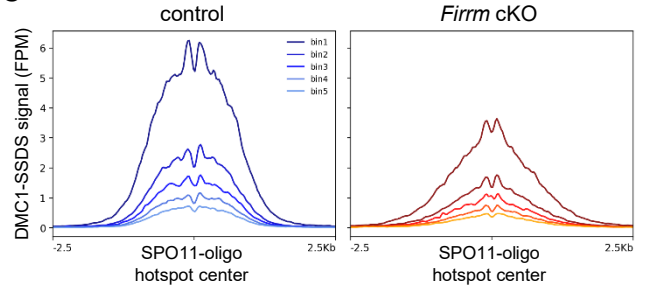 control
Firrm cKO
DMC1-SSDS signal (FPM)
6
5
4
3
2
1
0
bin1
bin2
bin3
bin4
bin5
-2.5
2.5Kb
-2.5
2.5Kb
SPO11-oligo
hotspot center
SPO11-oligo
hotspot center